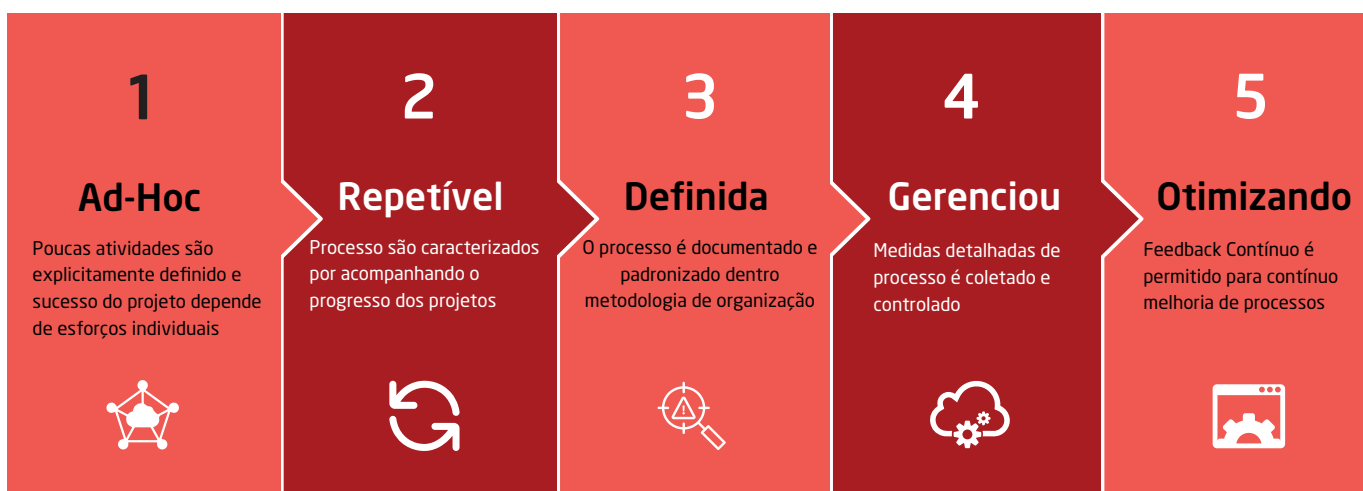 1
Ad-Hoc
Poucas atividades são
explicitamente definido e
sucesso do projeto depende
de esforços individuais
2
Repetível
Processo são caracterizados
por acompanhando o
progresso dos projetos
3
Definida
O processo é documentado e
padronizado dentro
metodologia de organização
4
Gerenciou
Medidas detalhadas de
processo é coletado e
controlado
5
Otimizando
Feedback Contínuo é
permitido para contínuo
melhoria de processos